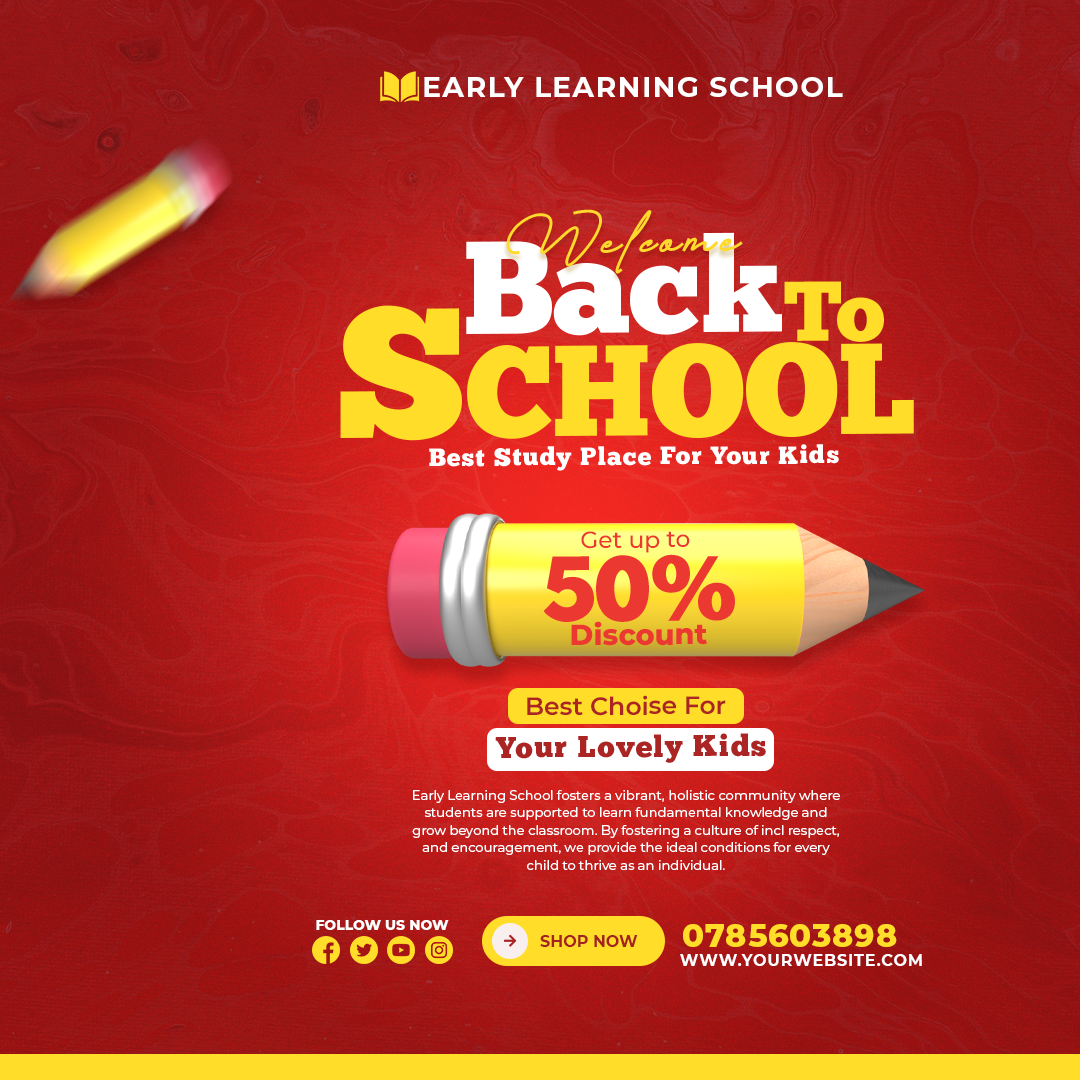 EARLY LEARNING SCHOOL
Welcome
Back To
SCHOOL
Best Study Place For Your Kids
Get up to
50%
Discount
Best Choise For
Your Lovely Kids
Early Learning School fosters a vibrant, holistic community where
students are supported to learn fundamental knowledge and
grow beyond the classroom. By fostering a culture of incl respect,
and encouragement, we provide the ideal conditions for every
child to thrive as an individual.
FOLLOW US NOW
SHOP NOW
0785603898
WWW.YOURWEBSITE.COM